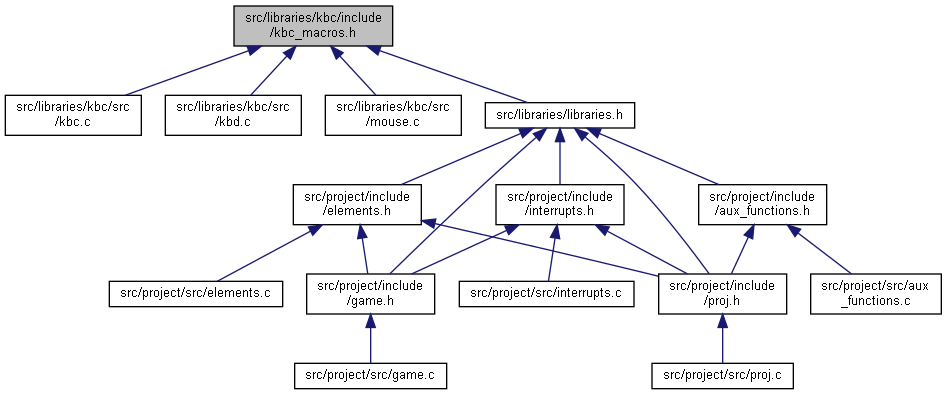 src/libraries/kbc/include
/kbc_macros.h
src/libraries/kbc/src
/kbc.c
src/libraries/kbc/src
/kbd.c
src/libraries/kbc/src
/mouse.c
src/libraries/libraries.h
src/project/include
/elements.h
src/project/include
/interrupts.h
src/project/include
/aux_functions.h
src/project/src/elements.c
src/project/include
/game.h
src/project/src/interrupts.c
src/project/include
/proj.h
src/project/src/aux
_functions.c
src/project/src/game.c
src/project/src/proj.c